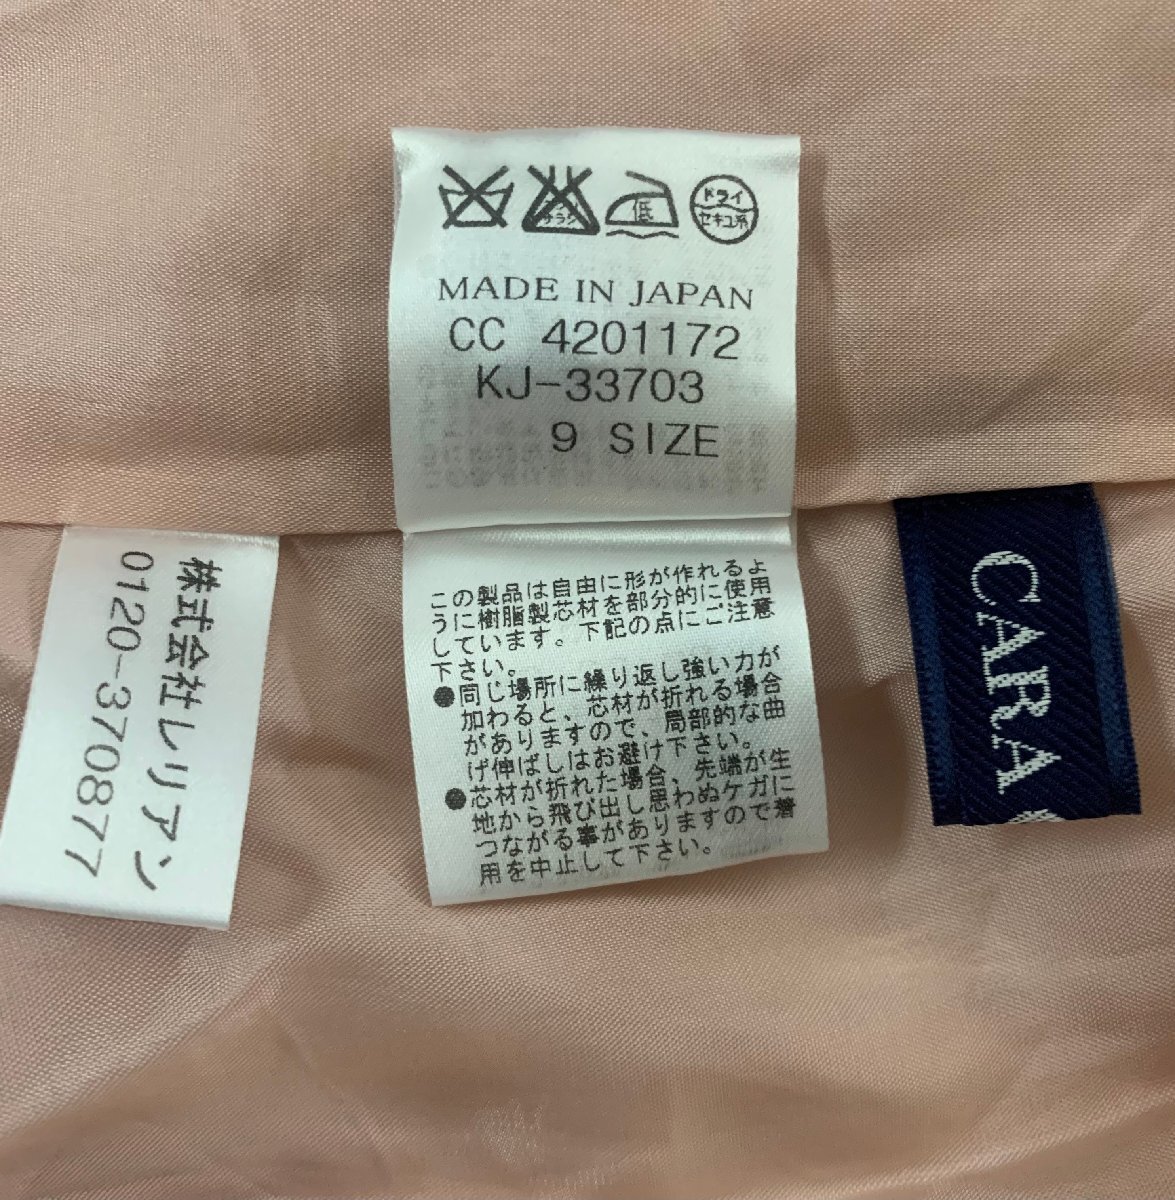 サラシ
低
ドライ
セキユ系
MADE IN JAPAN
CC 4201172
KJ-33703
9 SIZE
この製品は自由に形が作れるよ
うに樹脂製芯材を部分的に使用
しています。下記の点にご注意
下さい。
●同じ場所に繰り返し強い力が
加わると、芯材が折れる場合
がありますので、局部的な曲
げ伸ばしはお避け下さい。
●芯材が折れた場合、先端が生
地から飛び出し思わぬケガに
つながる事がありますので着
用を中止して下さい。
株式会社レリアン
0120-370877
CARA